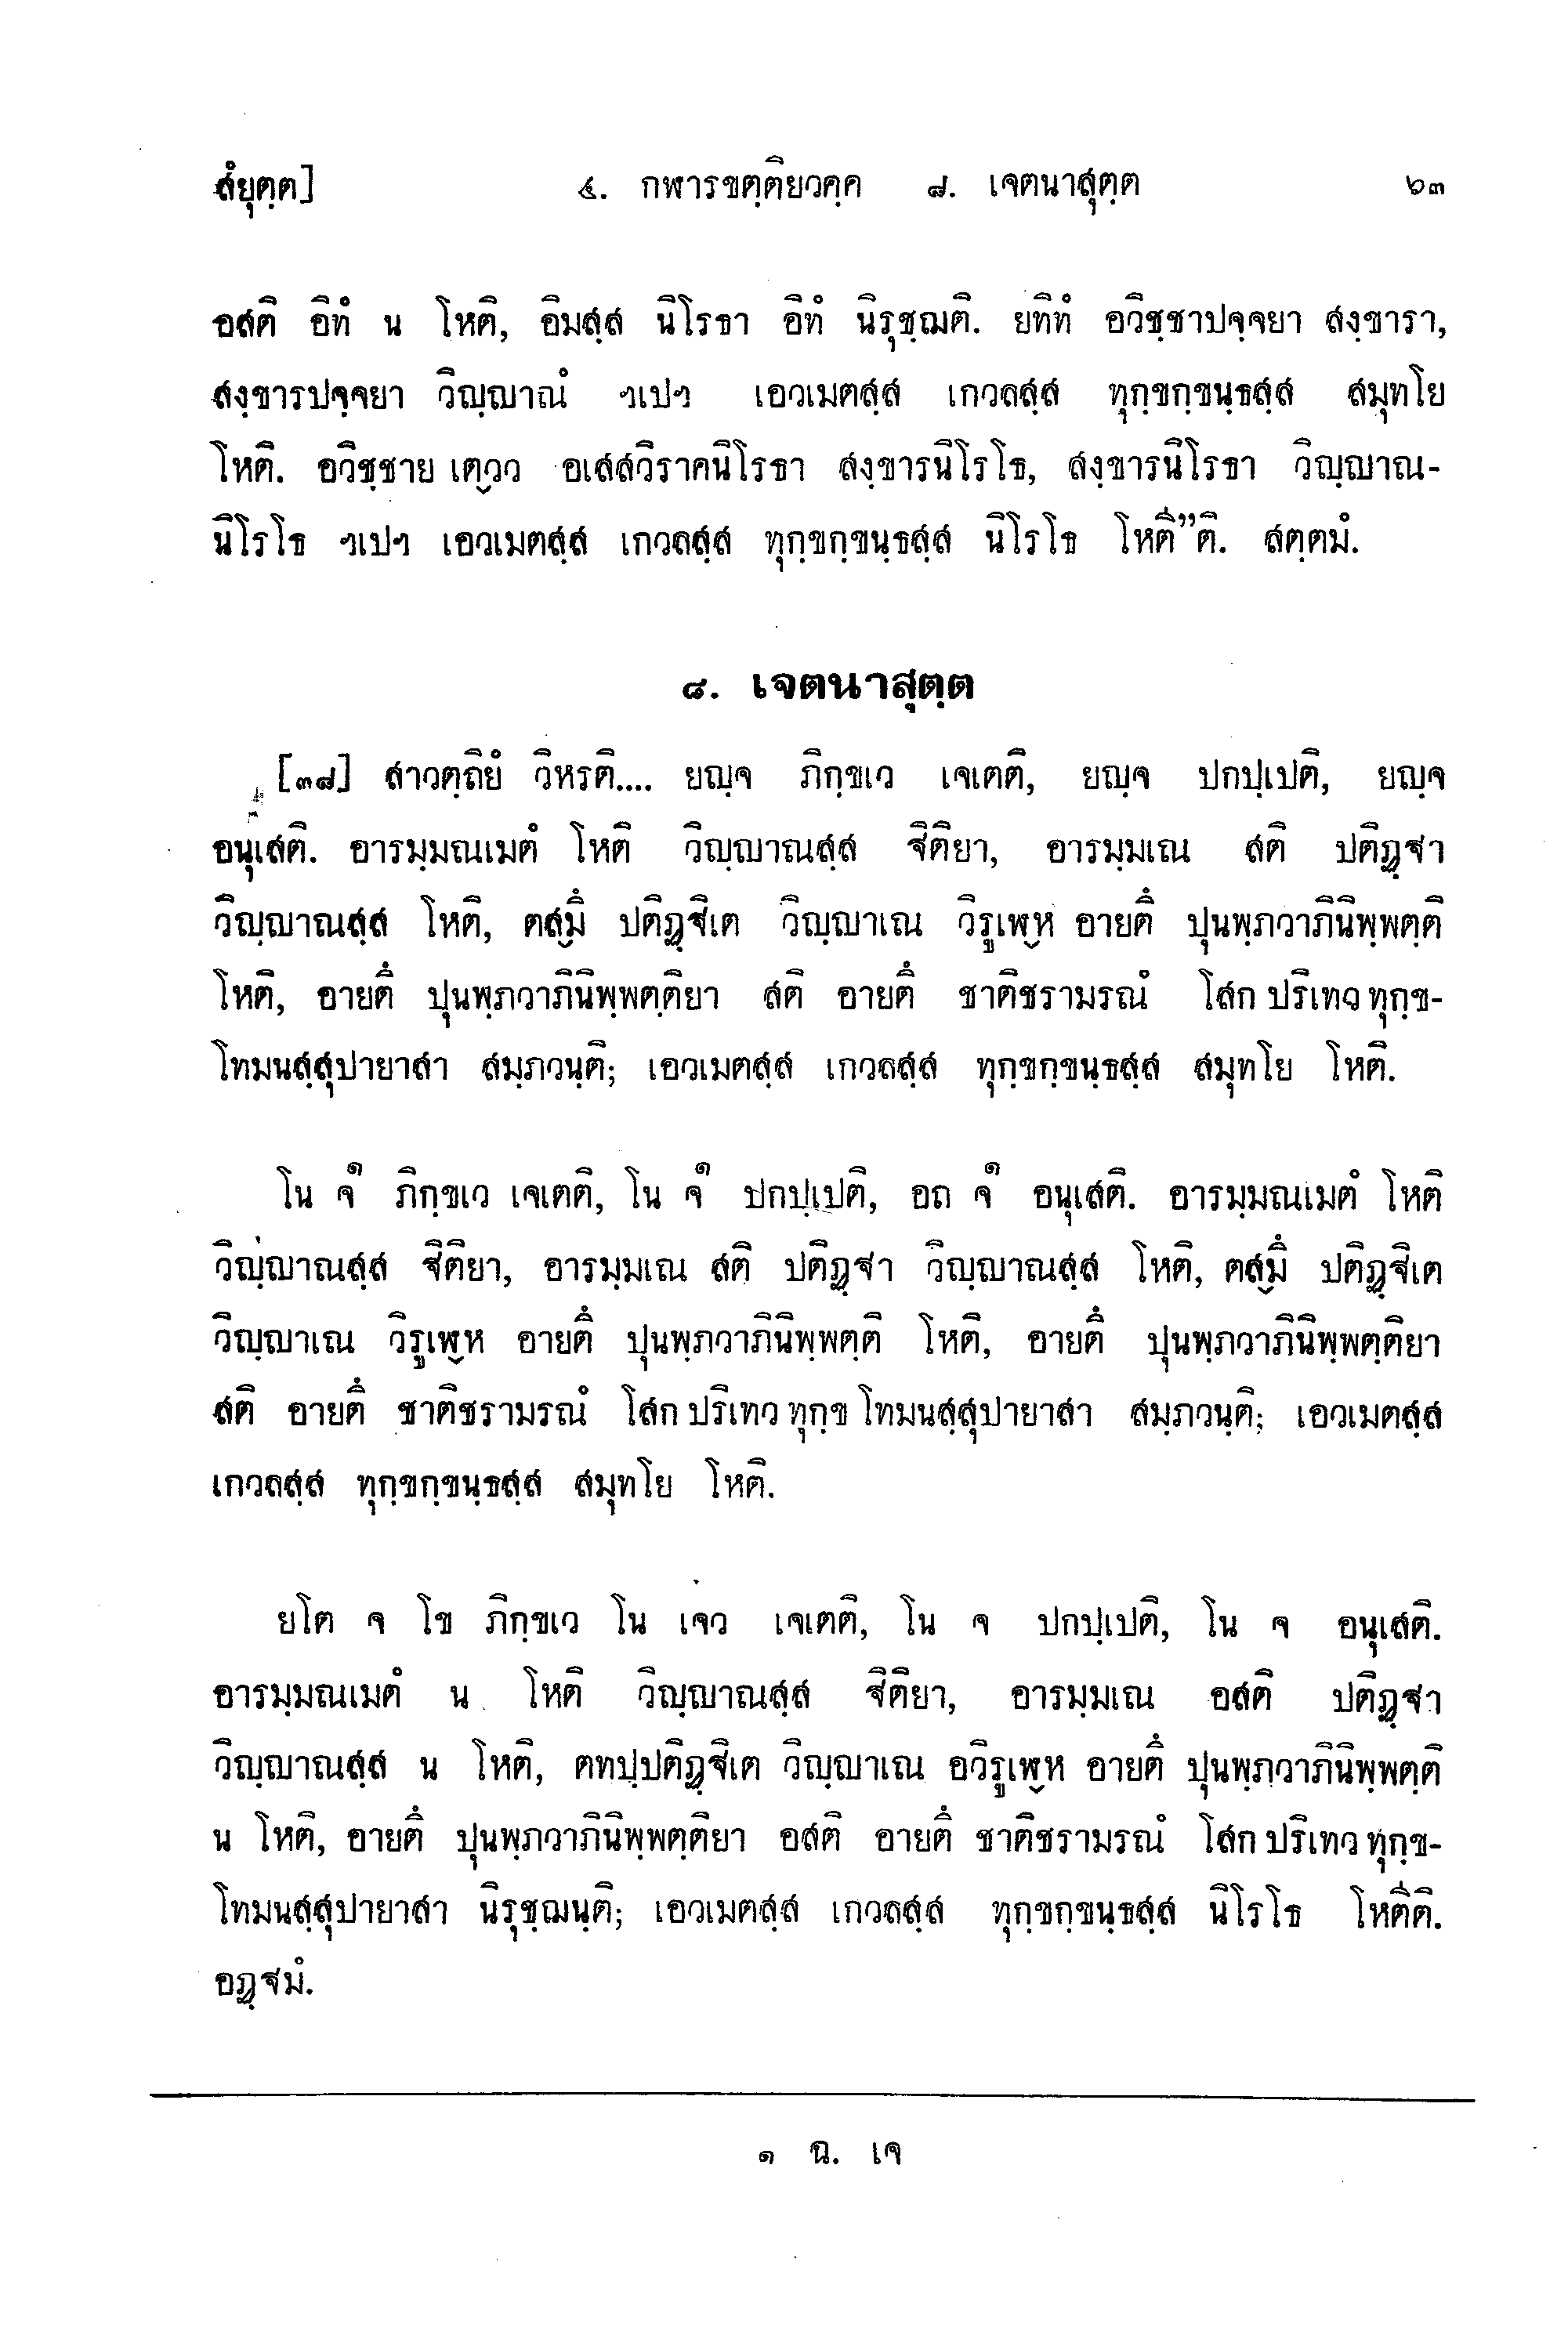 สํยุตฺต]	๔. กฬารขตฺติยวคฺค ๘. เจตนาสุตฺต	๖๓
อสติ อิทํ น โหติ, อิมสฺส นิโรธา อิทํ นิรุชฺฌติ. ยทิทํ อวิชฺชาปจฺจยา สงฺขารา,
สงฺขารปจฺจยา วิญฺญาณํ ฯเปฯ เอวเมตสฺส เกวลสฺส ทุกฺขกฺขนฺธสฺส สมุทโย
โหติ. อวิชฺชาย เตฺวว อเสสวิราคนิโรธา สงฺขารนิโรโธ, สงฺขารนิโรธา วิญฺญาณ-
นิโรโธ ฯเปฯ เอวเมตสฺส เกวลสฺส ทุกฺขกฺขนฺธสฺส นิโรโธ โหตี”ติ. สตฺตมํ.
๘. เจตนาสุตฺต
[๓๘] สาวตฺถิยํ วิหรติ.... ยญฺจ ภิกฺขเว เจเตติ, ยญฺจ ปกปฺเปติ, ยญฺจ
อนุเสติ. อารมฺมณเมตํ โหติ วิญฺญาณสฺส ฐิติยา, อารมฺมเณ สติ ปติฏฺฐา
วิญฺญาณสฺส โหติ, ตสฺมึ ปติฏฺฐิเต วิญฺญาเณ วิรูเฬฺห อายตึ ปุนพฺภวาภินิพฺพตฺติ
โหติ, อายตึ ปุนพฺภวาภินิพฺพตฺติยา สติ อายตึ ชาติชรามรณํ โสก ปริเทว ทุกฺข-
โทมนสฺสุปายาสา สมฺภวนฺติ; เอวเมตสฺส เกวลสฺส ทุกฺขกฺขนฺธสฺส สมุทโย โหติ.
โน จ๑ ภิกฺขเว เจเตติ, โน จ๑ ปกปฺเปติ, อถ จ๑ อนุเสติ. อารมฺมณเมตํ โหติ
วิญฺญาณสฺส ฐิติยา, อารมฺมเณ สติ ปติฏฺฐา วิญฺญาณสฺส โหติ, ตสฺมึ ปติฏฺฐิเต
วิญฺญาเณ วิรูเฬฺห อายตึ ปุนพฺภวาภินิพฺพตฺติ โหติ, อายตึ ปุนพฺภวาภินิพฺพตฺติยา
สติ อายตึ ชาติชรามรณํ โสก ปริเทว ทุกฺข โทมนสฺสุปายาสา สมฺภวนฺติ; เอวเมตสฺส
เกวลสฺส ทุกฺขกฺขนฺธสฺส สมุทโย โหติ.
ยโต จ โข ภิกฺขเว โน เจว เจเตติ, โน จ ปกปฺเปติ, โน จ อนุเสติ.
อารมฺมณเมตํ น โหติ วิญฺญาณสฺส ฐิติยา, อารมฺมเณ อสติ ปติฏฺฐา
วิญฺญาณสฺส น โหติ, ตทปฺปติฏฺฐิเต วิญฺญาเณ อวิรูเฬฺห อายตึ ปุนพฺภวาภินิพฺพตฺติ
น โหติ, อายตึ ปุนพฺภวาภินิพฺพตฺติยา อสติ อายตึ ชาติชรามรณํ โสก ปริเทว ทุกฺข-
โทมนสฺสุปายาสา นิรุชฺฌนฺติ; เอวเมตสฺส เกวลสฺส ทุกฺขกฺขนฺธสฺส นิโรโธ โหตีติ.
อฏฺฐมํ.
๑ ฉ. เจ